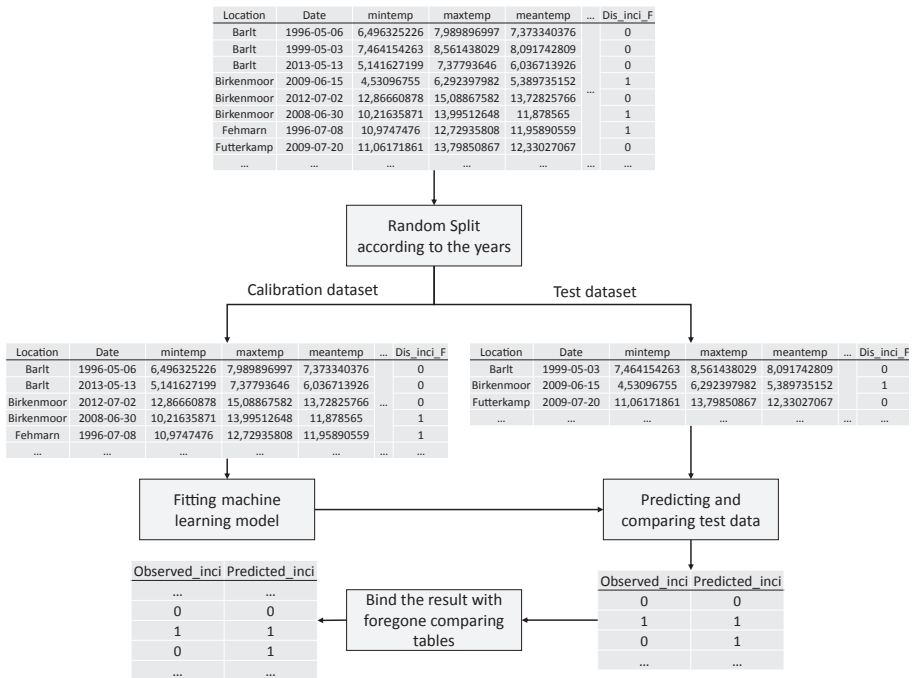 Location Date mintemp maxtemp meantemp ... Dis_inci_F
Barlt 1996-05-06 6,496325226 7,989896997 7,373340376 0
Barlt 1999-05-03 7,464154263 8,561438029 8,091742809 0
Barlt 2013-05-13 5,141627199 7,37793646 6,036713926 0
Birkenmoor 2009-06-15 4,53096755 6,292397982 5,389735152 1
...
Birkenmoor 2012-07-02 12,86660878 15,08867582 13,72825766 0
Birkenmoor 2008-06-30 10,21635871 13,99512648 11,878565 1
Fehmarn 1996-07-08 10,9747476 12,72935808 11,95890559 1
Futterkamp 2009-07-20 11,06171861 13,79850867 12,33027067 0
... ... ... ... ... ... ...
Random Split
according to the years
Calibration dataset
Test dataset
Location Date mintemp maxtemp meantemp ... Dis_inci_F
Barlt 1996-05-06 6,496325226 7,989896997 7,373340376 0
Barlt 2013-05-13 5,141627199 7,37793646 6,036713926 0
Birkenmoor 2012-07-02 12,86660878 15,08867582 13,72825766 ... 0
Birkenmoor 2008-06-30 10,21635871 13,99512648 11,878565 1
Fehmarn 1996-07-08 10,9747476 12,72935808 11,95890559 1
... ... ... ... ... ... ...
Location Date mintemp maxtemp meantemp ... Dis_inci_F
Barlt 1999-05-03 7,464154263 8,561438029 8,091742809 0
Birkenmoor 2009-06-15 4,53096755 6,292397982 5,389735152 ... 1
Futterkamp 2009-07-20 11,06171861 13,79850867 12,33027067 0
... ... ... ... ... ... ...
Fitting machine
learning model
Predicting and
comparing test data
Observed_inci Predicted_inci
... ...
0 0
1 1
0 1
... ...
Bind the result with
foregone comparing
tables
Observed_inci Predicted_inci
0 0
1 1
0 1
... ...